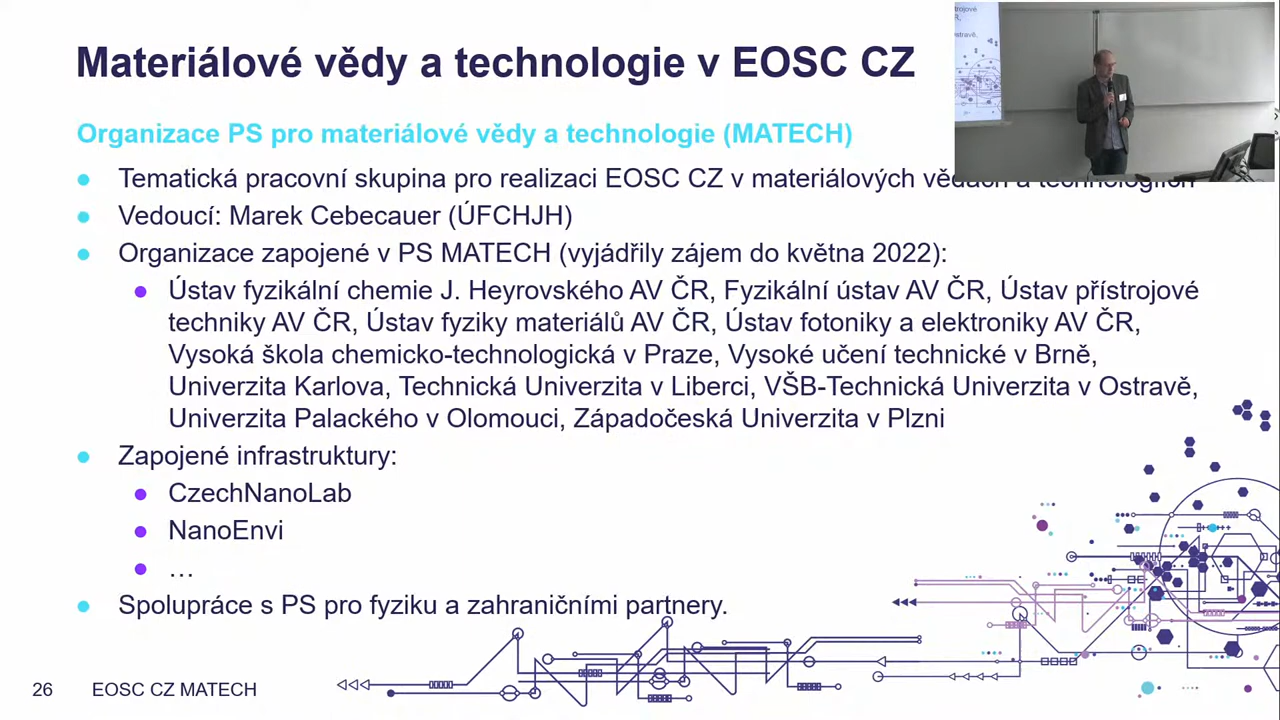 Materiálové vědy a technologie v EOSC CZ
Organizace PS pro materiálové vědy a technologie (MATECH)
Tematická pracovní skupina pro realizaci EOSC CZ v materiálových vědách a technologiích
Vedoucí: Marek Cebecauer (ÚFCHJH)
Organizace zapojené v PS MATECH (vyjádřily zájem do května 2022):
Ústav fyzikální chemie J. Heyrovského AV ČR, Fyzikální ústav AV ČR, Ústav přístrojové
techniky AV ČR, Ústav fyziky materiálů AV ČR, Ústav fotoniky a elektroniky AV ČR,
Vysoká škola chemicko-technologická v Praze, Vysoké učení technické v Brně,
Univerzita Karlova, Technická Univerzita v Liberci, VŠB-Technická Univerzita v Ostravě,
Univerzita Palackého v Olomouci, Západočeská Univerzita v Plzni
Zapojené infrastruktury:
CzechNanoLab
NanoEnvi
...
Spolupráce s PS pro fyziku a zahraničními partnery.
26 EOSC CZ MATECH